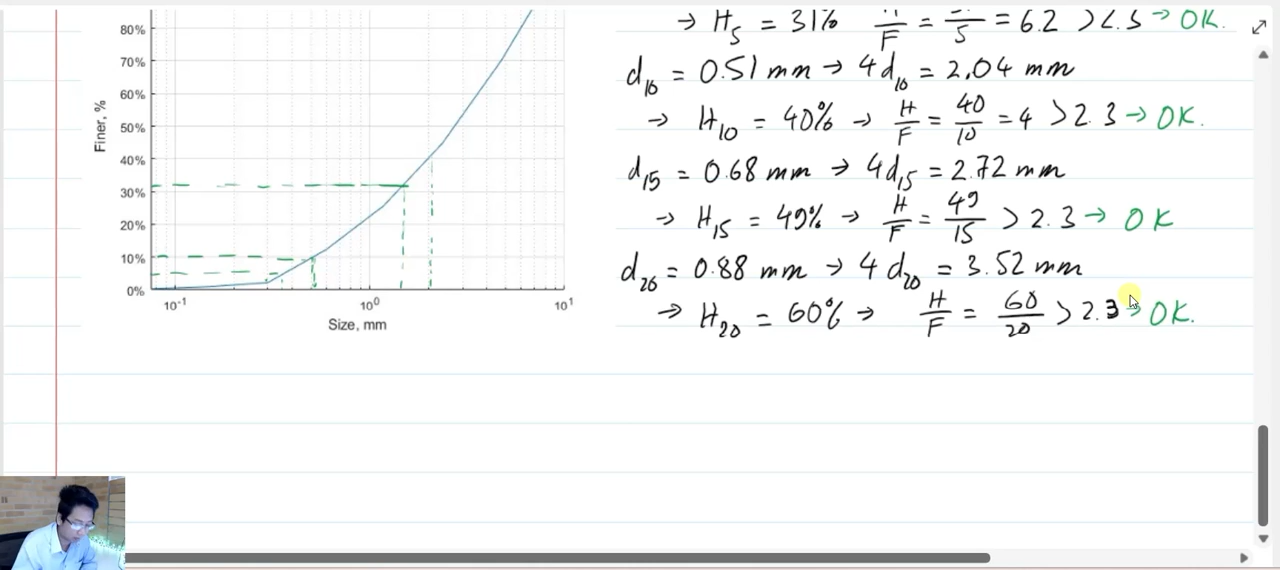 80%
70%
60%
50%
40%
30%
20%
10%
0%
Finer, %
10⁻¹
10⁰
10¹
Size, mm
→ H₅ = 31% H/F = /5 = 6.2 > 2.3 → OK.
d₁₀ = 0.51 mm → 4d₁₀ = 2.04 mm
→ H₁₀ = 40% → H/F = 40/10 = 4 > 2.3 → OK.
d₁₅ = 0.68 mm → 4d₁₅ = 2.72 mm
→ H₁₅ = 49% → H/F = 49/15 > 2.3 → OK
d₂₀ = 0.88 mm → 4d₂₀ = 3.52 mm
→ H₂₀ = 60% → H/F = 60/20 > 2.3 → OK.